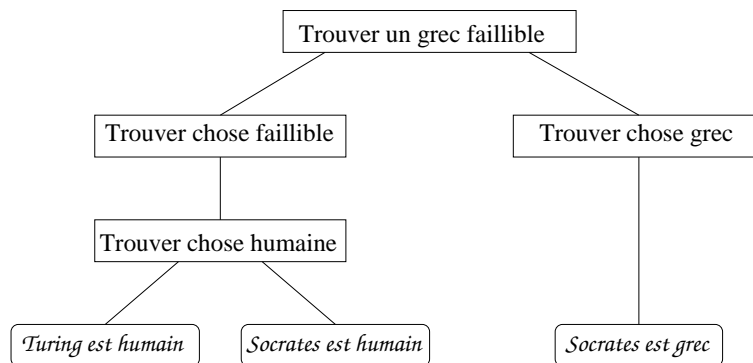 Trouver un grec faillible
Trouver chose faillible
Trouver chose grec
Trouver chose humaine
Turing est humain
Socrates est humain
Socrates est grec